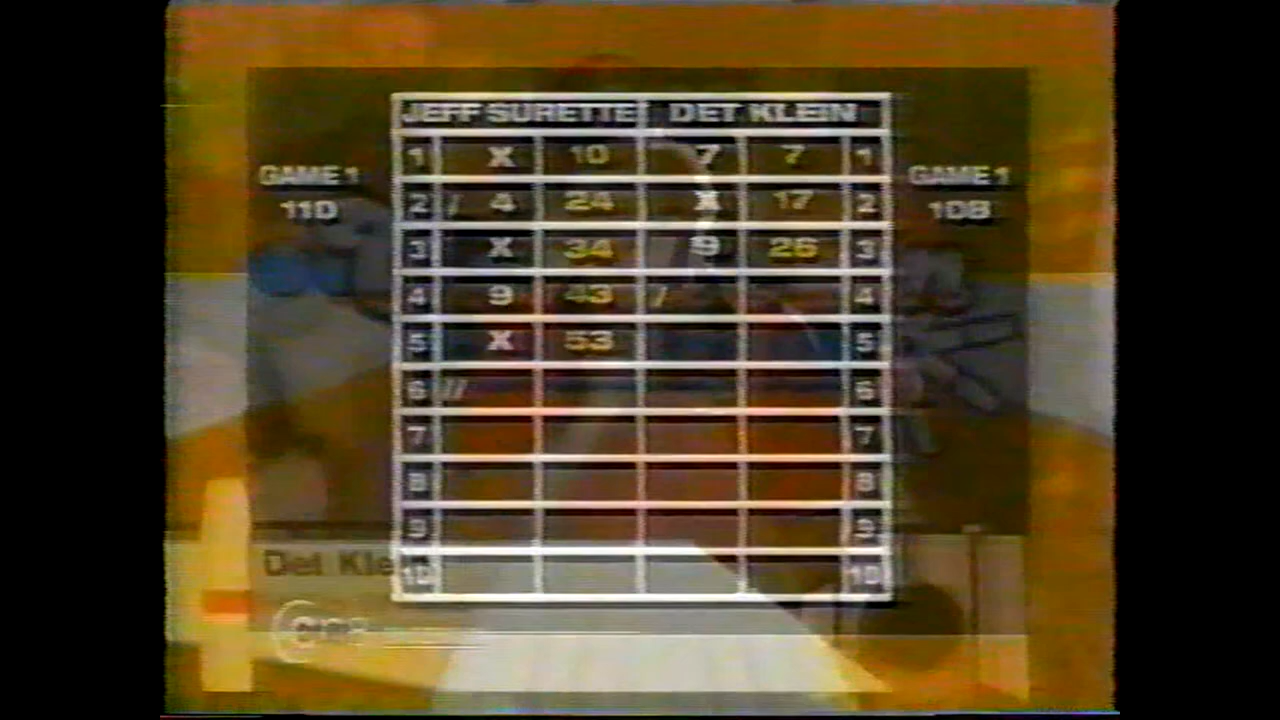 JEFF SURETTE DET KLEIN
1 X 10 7 7 1
GAME 1 GAME 1
2 / 4 24 X 17 2
110 108
3 X 34 9 26 3
4 9 43 / 4
5 X 53 5
6 // 6
7 7
8 8
9 9
Det Kle
10 10